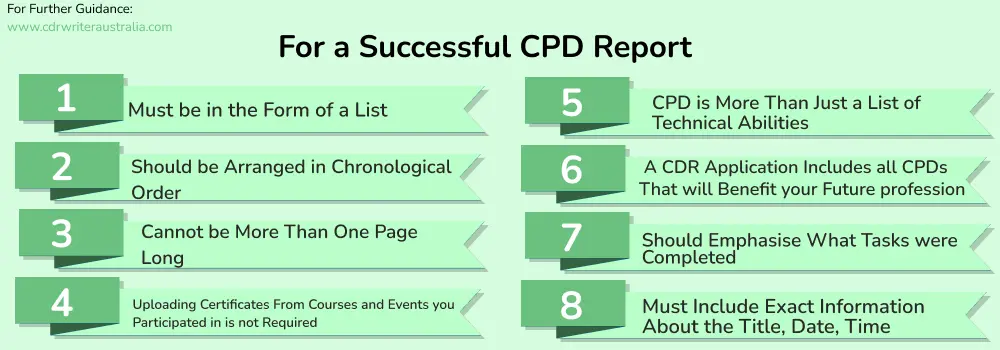 For Further Guidance:
www.cdrwriteraustralia.com
For a Successful CPD Report
1
Must be in the Form of a List
2
Should be Arranged in Chronological
Order
3
Cannot be More Than One Page
Long
4
Uploading Certificates From Courses and Events you
Participated in is not Required
5
CPD is More Than Just a List of
Technical Abilities
6
A CDR Application Includes all CPDs
That will Benefit your Future profession
7
Should Emphasise What Tasks were
Completed
8
Must Include Exact Information
About the Title, Date, Time